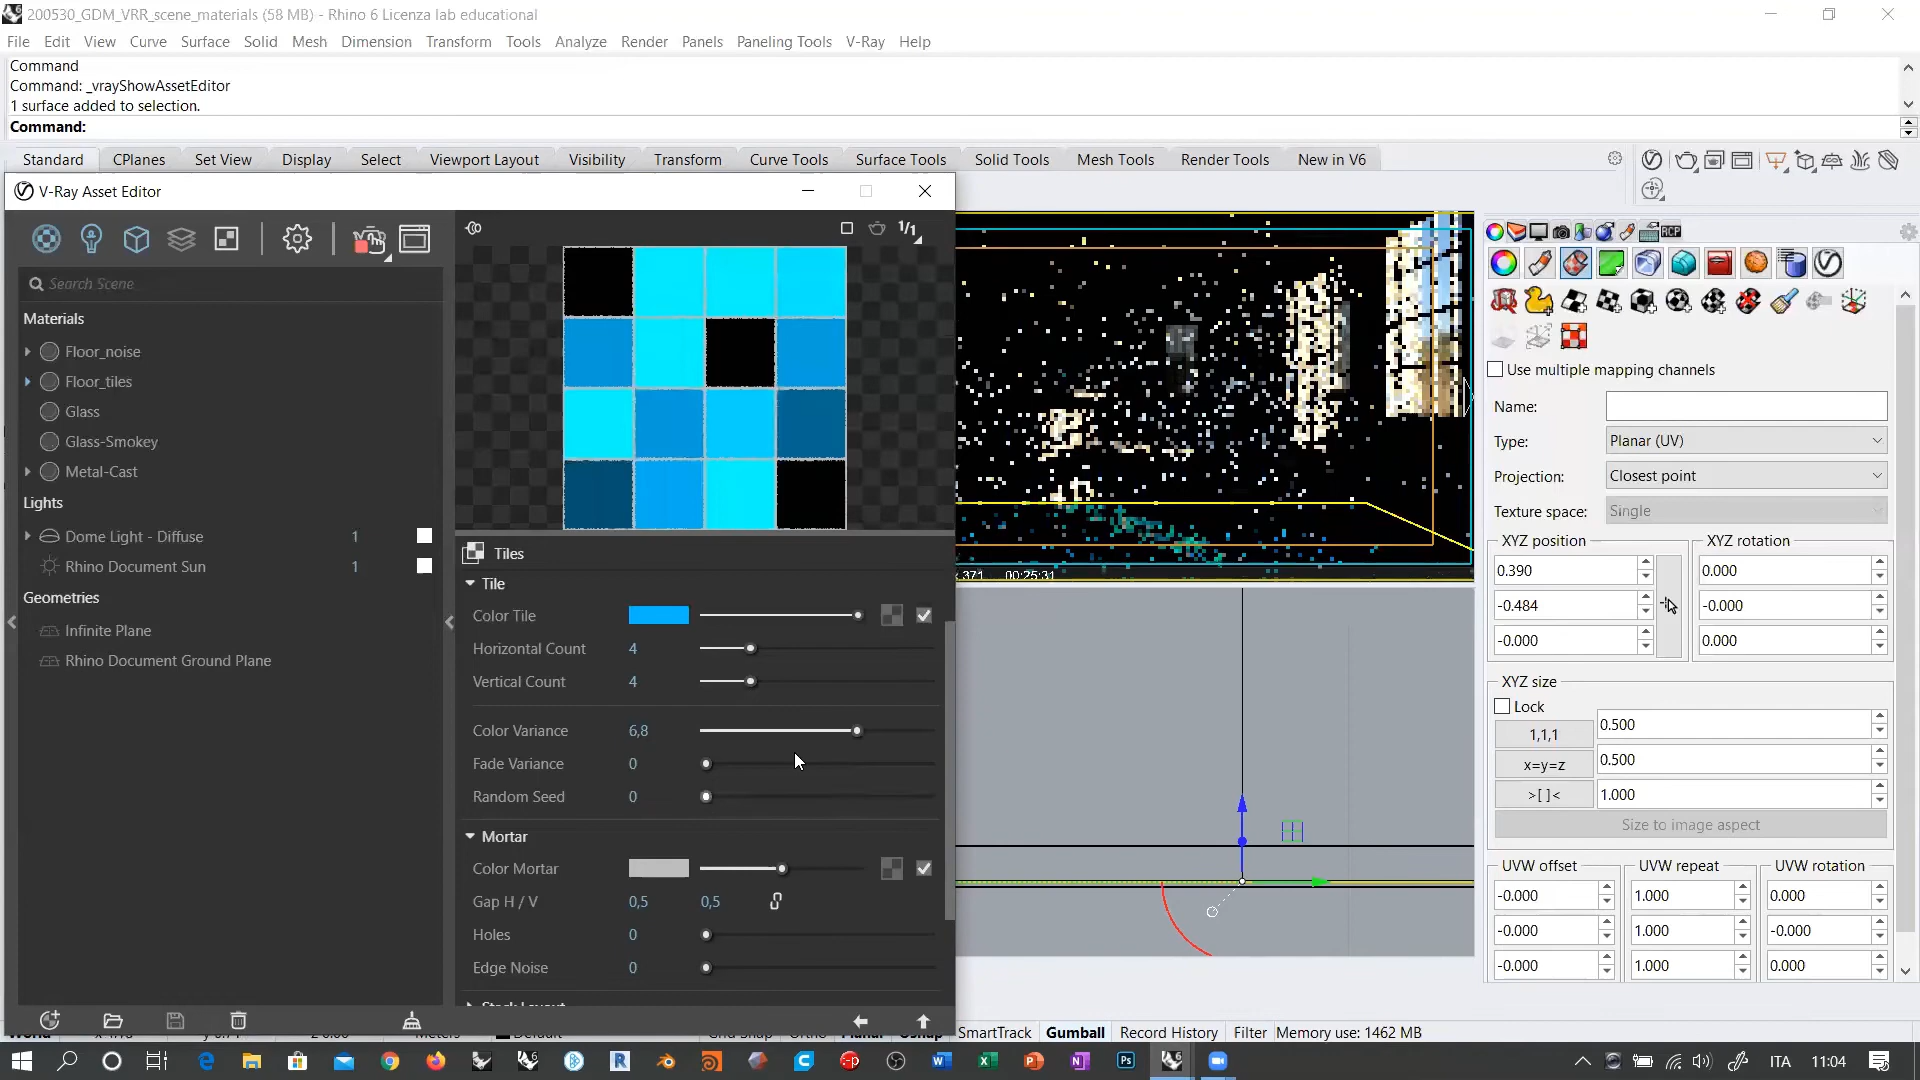 200530_GDM_VRR_scene_materials (58 MB) - Rhino 6 Licenza lab educational
File Edit View Curve Surface Solid Mesh Dimension Transform Tools Analyze Render Panels Paneling Tools V-Ray Help
Command
Command: _vrayShowAssetEditor
1 surface added to selection.
Command:
Standard CPlanes Set View Display Select Viewport Layout Visibility Transform Curve Tools Surface Tools Solid Tools Mesh Tools Render Tools New in V6
V-Ray Asset Editor
1/1
Search Scene
Materials
Floor_noise
Floor_tiles
Glass
Glass-Smokey
Metal-Cast
Lights
Dome Light - Diffuse 1
Rhino Document Sun 1
Geometries
Infinite Plane
Rhino Document Ground Plane
Tiles
Tile
Color Tile
Horizontal Count 4
Vertical Count 4
Color Variance 6,8
Fade Variance 0
Random Seed 0
Mortar
Color Mortar
Gap H / V 0,5 0,5
Holes 0
Edge Noise 0
371 00:25:31
RCP
Use multiple mapping channels
Name:
Type: Planar (UV)
Projection: Closest point
Texture space: Single
XYZ position XYZ rotation
0.390 0.000
-0.484 -0.000
-0.000 0.000
XYZ size
Lock
1,1,1 0.500
x=y=z 0.500
>[ ]< 1.000
Size to image aspect
UVW offset UVW repeat UVW rotation
-0.000 1.000 0.000
-0.000 1.000 -0.000
-0.000 1.000 0.000
SmartTrack Gumball Record History Filter Memory use: 1462 MB
ITA 11:04